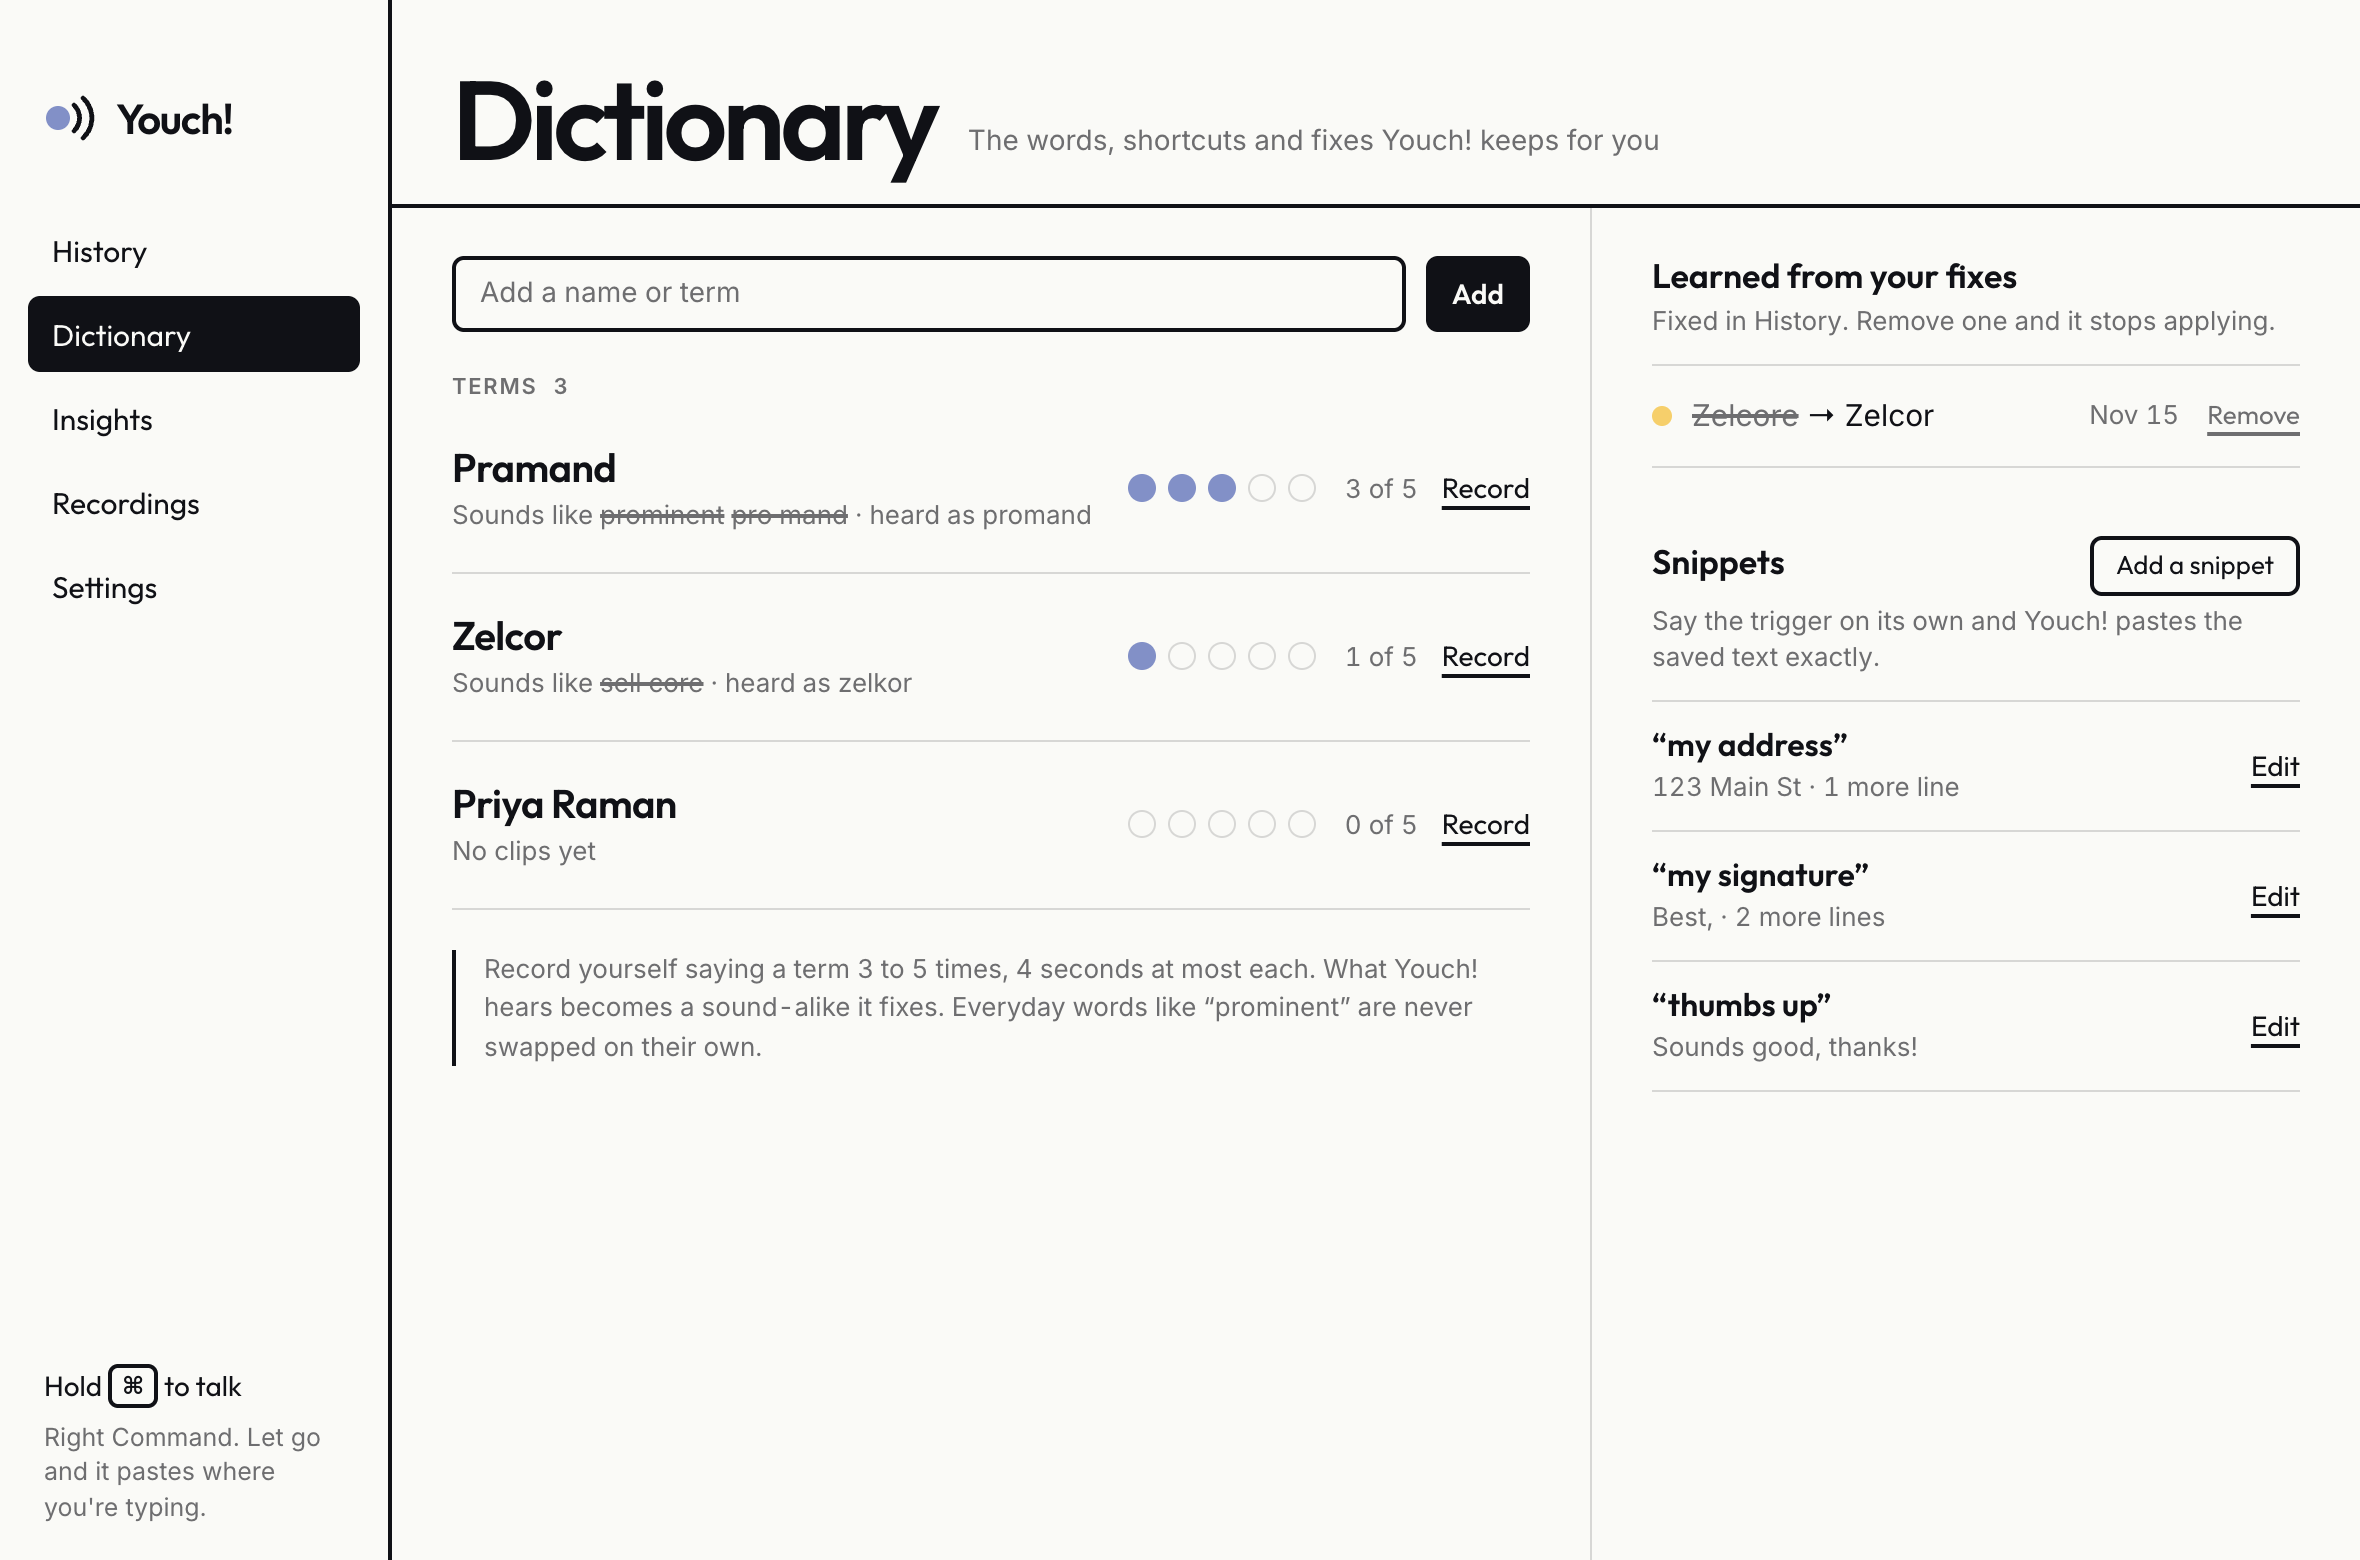 Youch!
History
Dictionary
Insights
Recordings
Settings
Hold ⌘ to talk
Right Command. Let go
and it pastes where
you're typing.
Dictionary
The words, shortcuts and fixes Youch! keeps for you
Add a name or term
Add
TERMS 3
Pramand
Sounds like prominent pro mand · heard as promand
3 of 5
Record
Zelcor
Sounds like sell core · heard as zelkor
1 of 5
Record
Priya Raman
No clips yet
0 of 5
Record
Record yourself saying a term 3 to 5 times, 4 seconds at most each. What Youch!
hears becomes a sound-alike it fixes. Everyday words like “prominent” are never
swapped on their own.
Learned from your fixes
Fixed in History. Remove one and it stops applying.
Zelcore → Zelcor
Nov 15
Remove
Snippets
Add a snippet
Say the trigger on its own and Youch! pastes the
saved text exactly.
“my address”
123 Main St · 1 more line
Edit
“my signature”
Best, · 2 more lines
Edit
“thumbs up”
Sounds good, thanks!
Edit